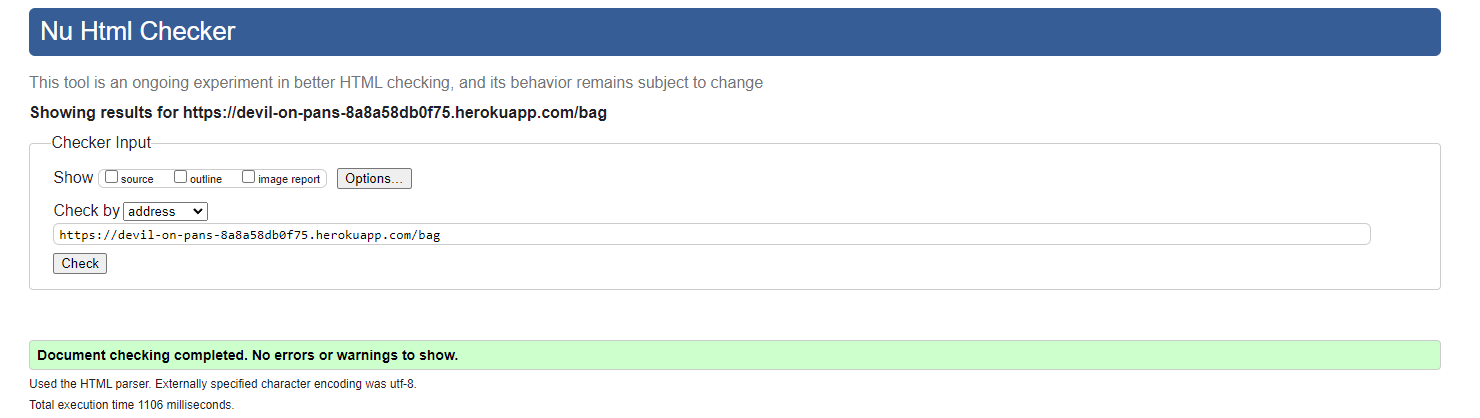 Nu Html Checker
This tool is an ongoing experiment in better HTML checking, and its behavior remains subject to change
Showing results for https://devil-on-pans-8a8a58db0f75.herokuapp.com/bag
Checker Input
Show source outline image report Options...
Check by address
https://devil-on-pans-8a8a58db0f75.herokuapp.com/bag
Check
Document checking completed. No errors or warnings to show.
Used the HTML parser. Externally specified character encoding was utf-8.
Total execution time 1106 milliseconds.